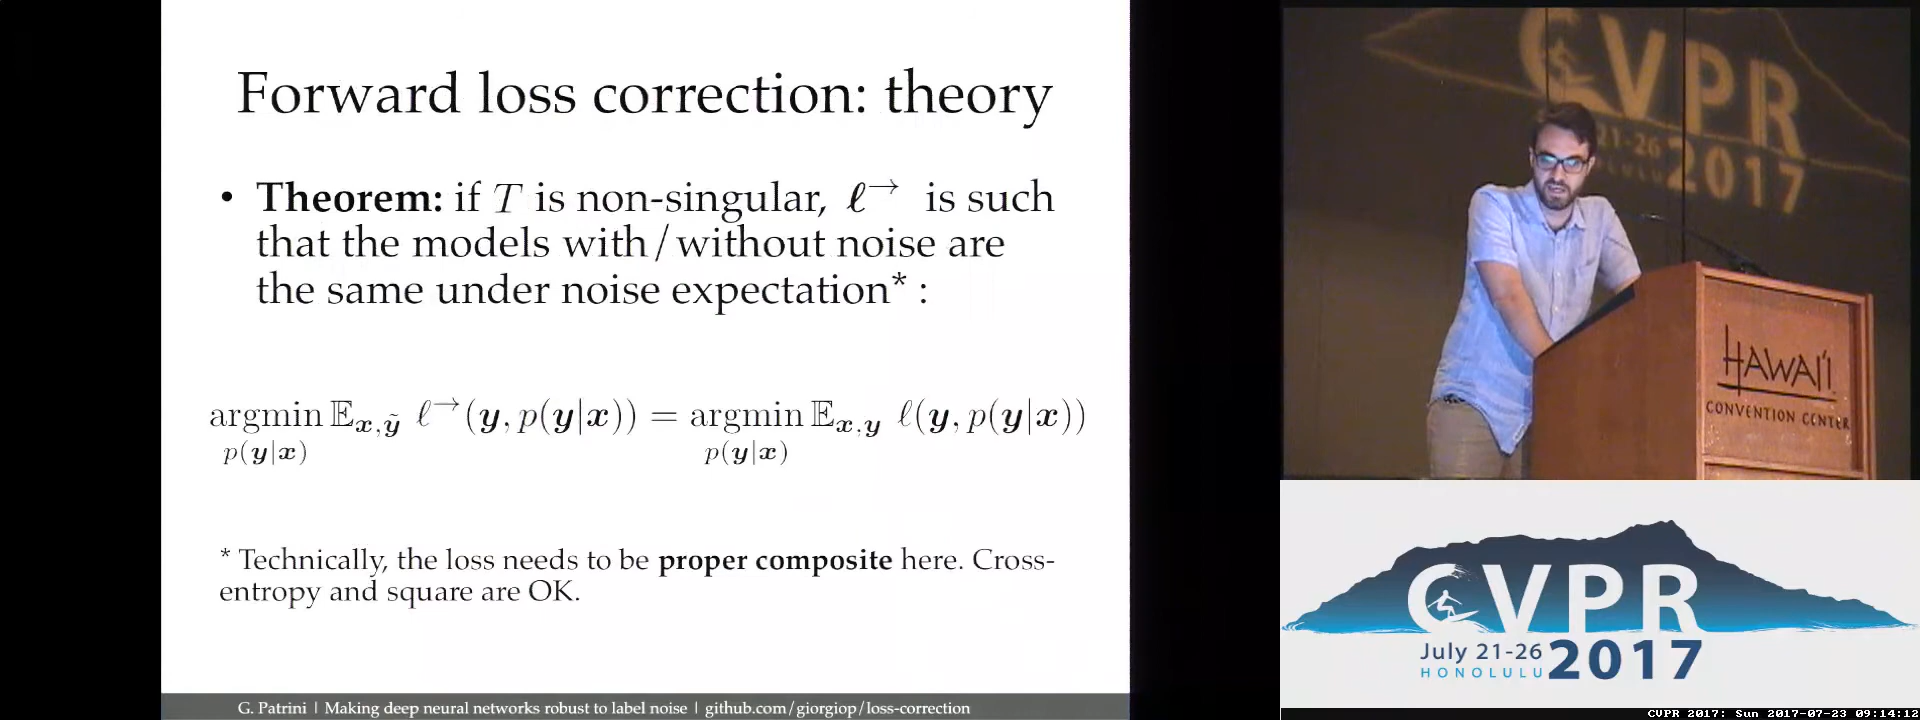 Forward loss correction: theory
• Theorem: if T is non-singular, ℓ→ is such
that the models with/without noise are
the same under noise expectation* :
argmin 𝔼x,ỹ ℓ→(y, p(y|x)) = argmin 𝔼x,y ℓ(y, p(y|x))
p(y|x) p(y|x)
* Technically, the loss needs to be proper composite here. Cross-
entropy and square are OK.
G. Patrini | Making deep neural networks robust to label noise | github.com/giorgiop/loss-correction
CVPR
21-26
2017
HAWAI'I
CONVENTION CENTER
CVPR
July 21-26
HONOLULU
2017
CVPR 2017: Sun 2017-07-23 09:14:12